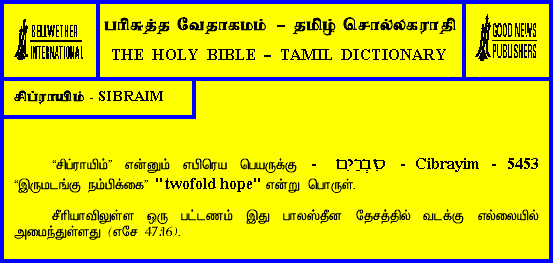 BELLWETHER
INTERNATIONAL
பரிசுத்த வேதாகமம் – தமிழ் சொல்லகராதி
THE HOLY BIBLE – TAMIL DICTIONARY
GOOD NEWS
PUBLISHERS
சிப்ராயிம் - SIBRAIM
“சிப்ராயிம்” என்னும் எபிரெய பெயருக்கு - סִבְרַיִם - Cibrayim - 5453
“இருமடங்கு நம்பிக்கை” "twofold hope" என்று பொருள்.
சீரியாவிலுள்ள ஒரு பட்டணம் இது பாலஸ்தீன தேசத்தில் வடக்கு எல்லையில்
அமைந்துள்ளது (எசே 47:16).